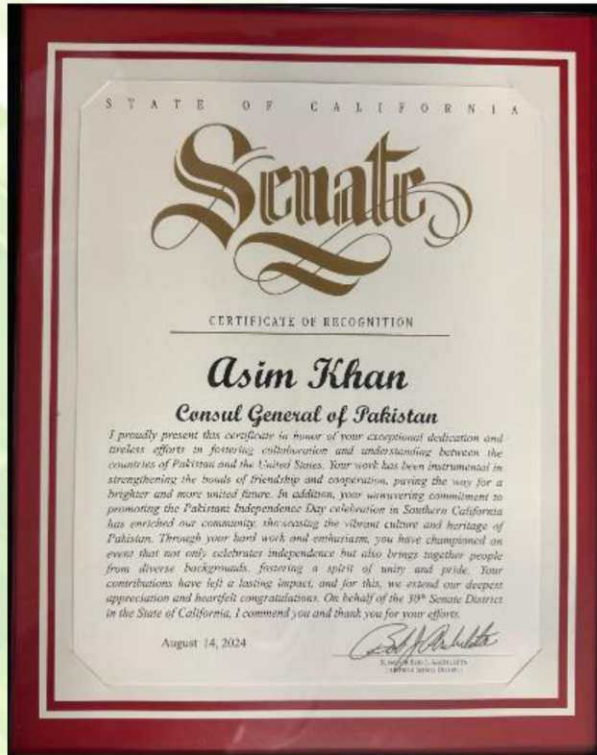 STATE OF CALIFORNIA
Senate
CERTIFICATE OF RECOGNITION
Asim Khan
Consul General of Pakistan
I proudly present this certificate in honor of your exceptional dedication and
tireless efforts in fostering collaboration and understanding between the
countries of Pakistan and the United States. Your work has been instrumental in
strengthening the bonds of friendship and cooperation, paving the way for a
brighter and more united future. In addition, your unwavering commitment to
promoting the Pakistani Independence Day celebration in Southern California
has enriched our community, showcasing the vibrant culture and heritage of
Pakistan. Through your hard work and enthusiasm, you have championed an
event that not only celebrates independence but also brings together people
from diverse backgrounds, fostering a spirit of unity and pride. Your
contributions have left a lasting impact, and for this, we extend our deepest
appreciation and heartfelt congratulations. On behalf of the 30th Senate District
in the State of California, I commend you and thank you for your efforts.
August 14, 2024